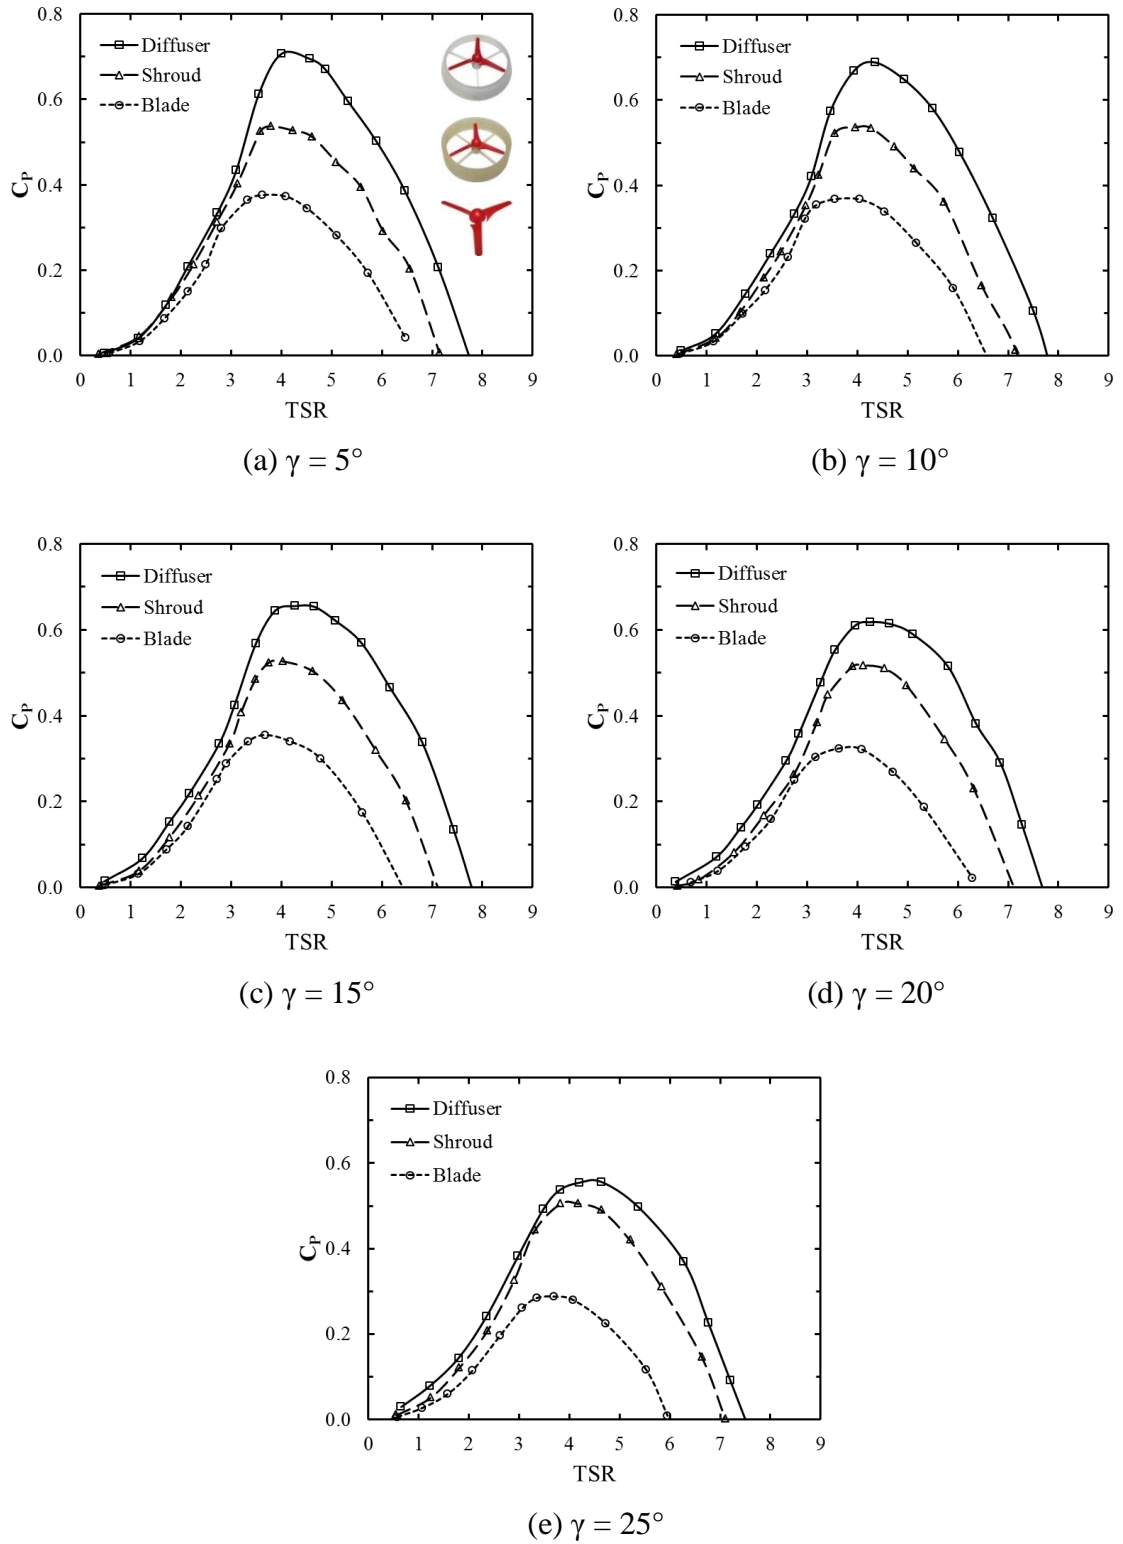 0.8
0.6
0.4
0.2
0.0
C_P
Diffuser
Shroud
Blade
0 1 2 3 4 5 6 7 8 9
TSR
(a) γ = 5°
0.8
0.6
0.4
0.2
0.0
C_P
Diffuser
Shroud
Blade
0 1 2 3 4 5 6 7 8 9
TSR
(b) γ = 10°
0.8
0.6
0.4
0.2
0.0
C_P
Diffuser
Shroud
Blade
0 1 2 3 4 5 6 7 8 9
TSR
(c) γ = 15°
0.8
0.6
0.4
0.2
0.0
C_P
Diffuser
Shroud
Blade
0 1 2 3 4 5 6 7 8 9
TSR
(d) γ = 20°
0.8
0.6
0.4
0.2
0.0
C_P
Diffuser
Shroud
Blade
0 1 2 3 4 5 6 7 8 9
TSR
(e) γ = 25°